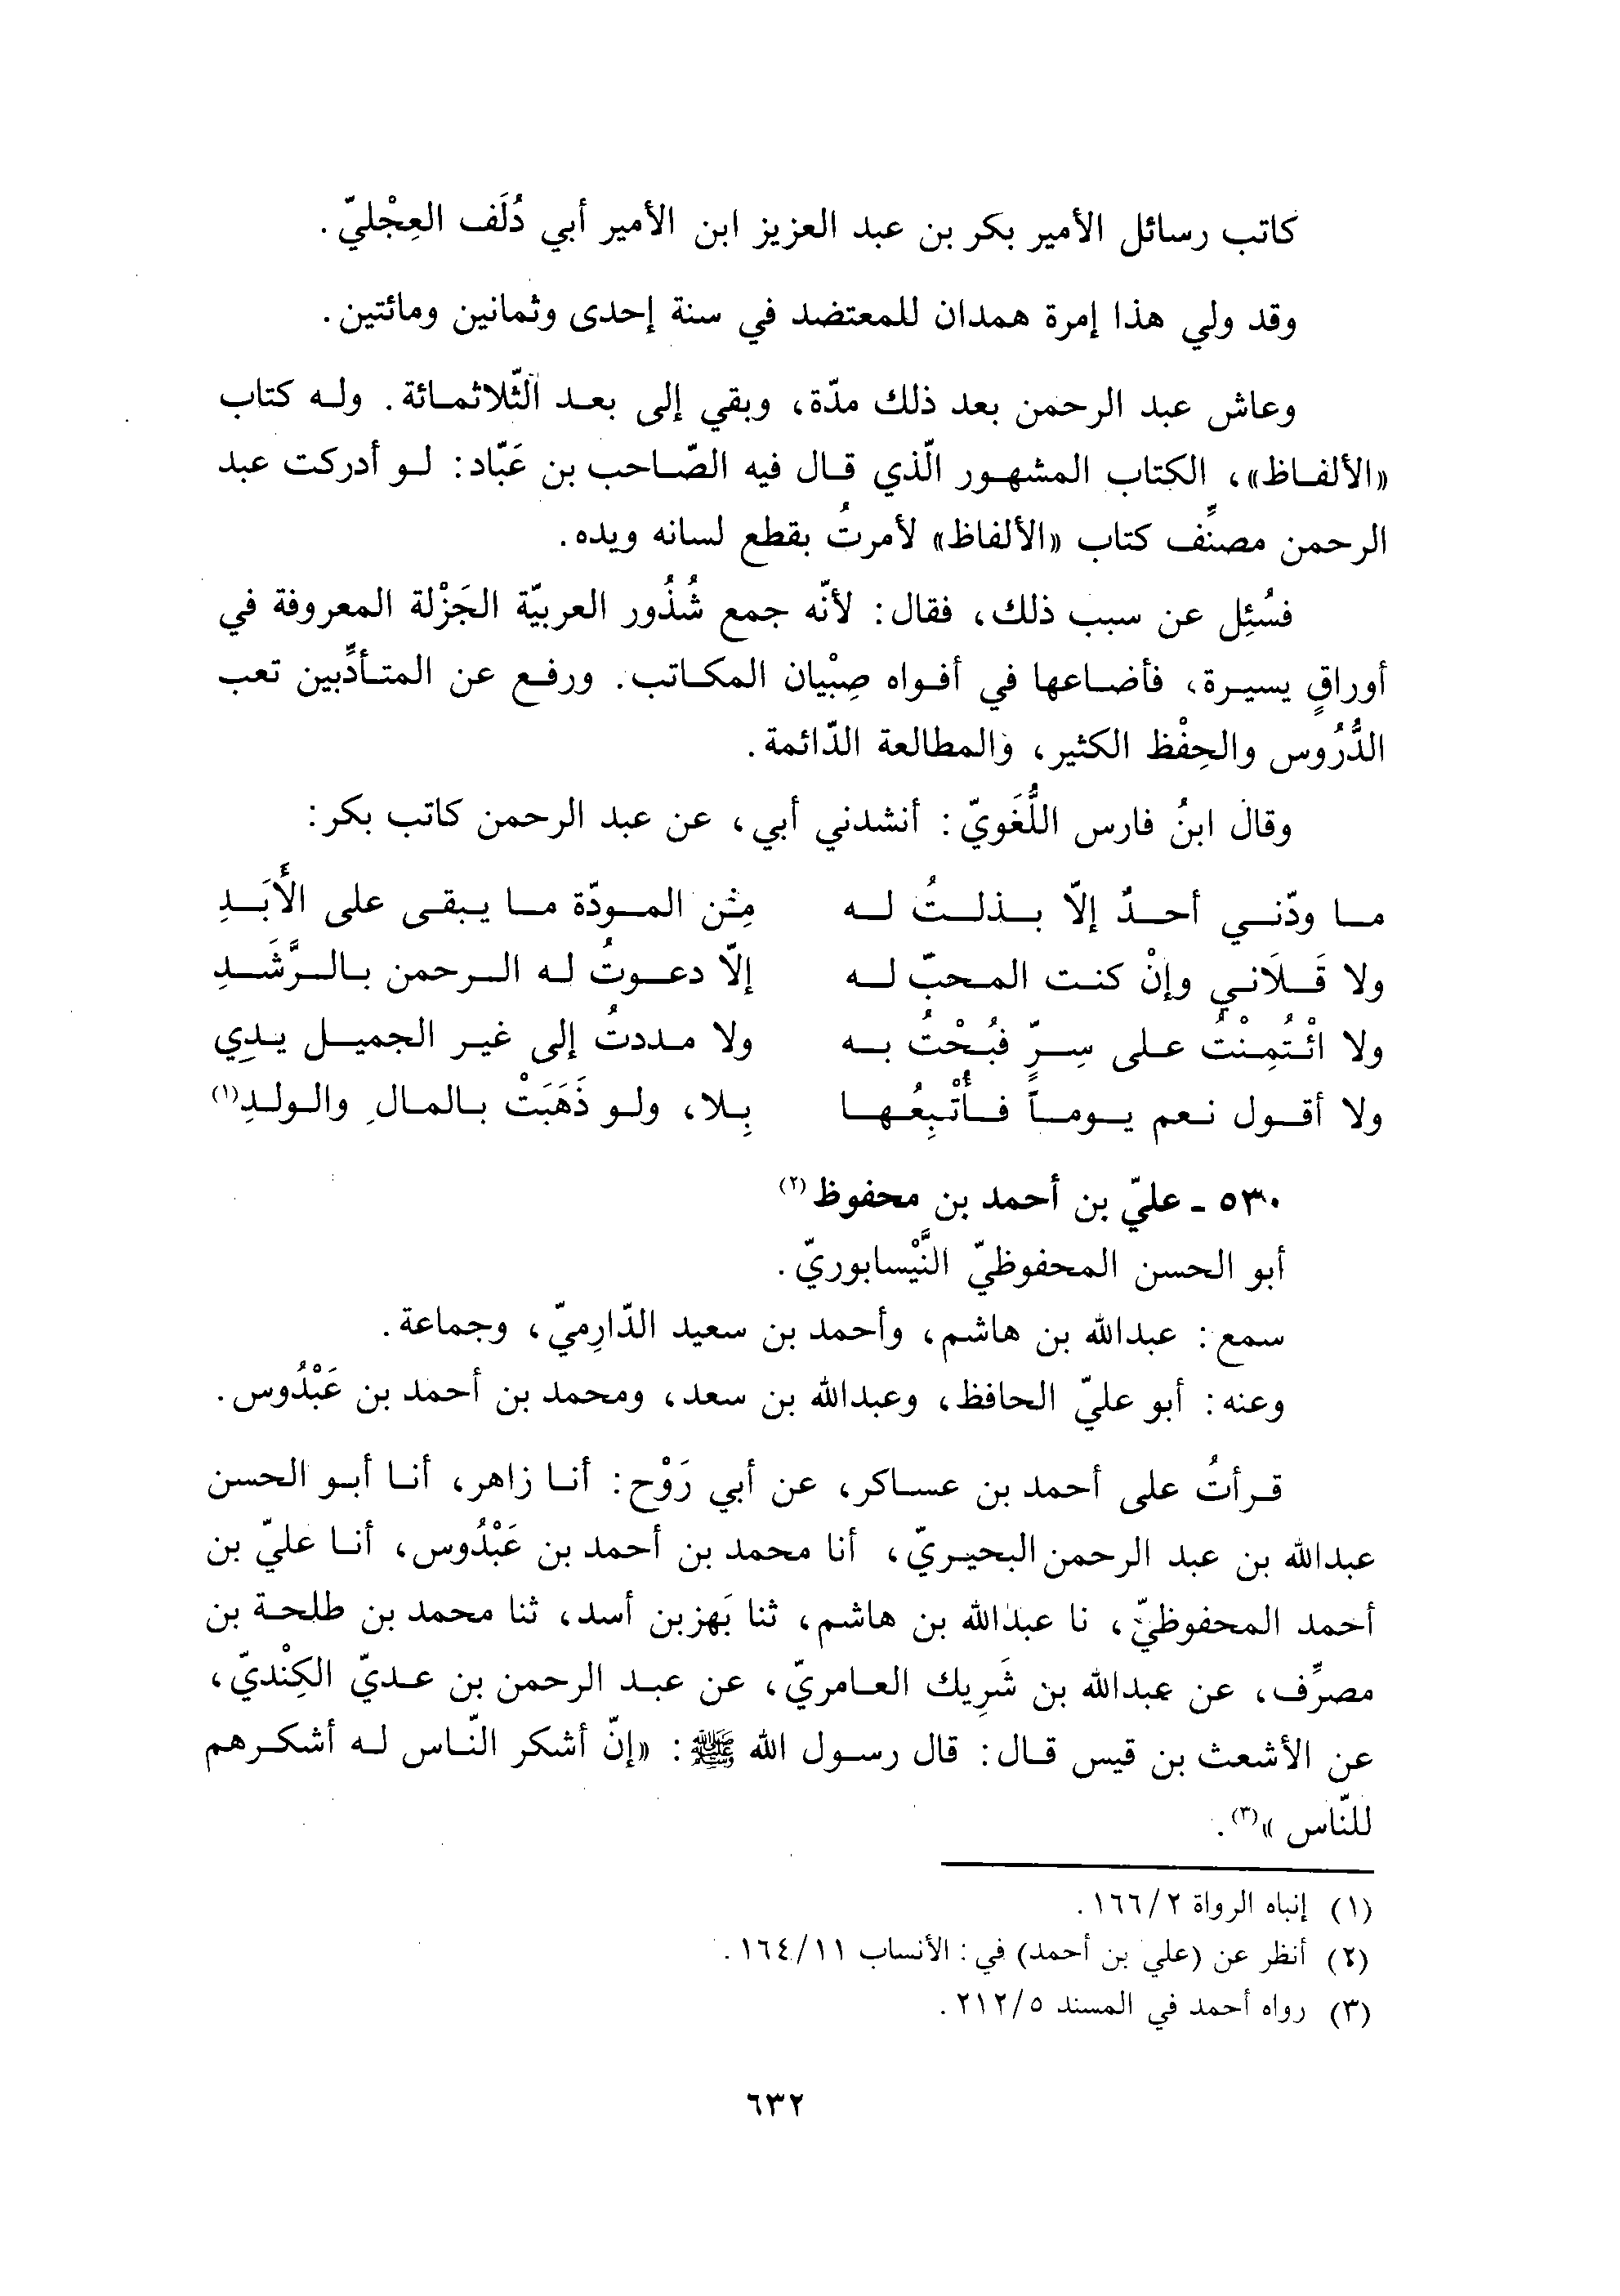 كاتب رسائل الأمير بكر بن عبد العزيز ابن الأمير أبي دُلَف العِجْليّ.
وقد ولي هذا إمرة همدان للمعتضد في سنة إحدى وثمانين ومائتين.
وعاش عبد الرحمن بعد ذلك مدّة، وبقي إلى بعد الثّلاثمائة. وله كتاب
«الألفاظ»، الكتاب المشهور الّذي قال فيه الصّاحب بن عَبّاد: لو أدركت عبد
الرحمن مصنِّف كتاب «الألفاظ» لأمرتُ بقطع لسانه ويده.
فسُئِل عن سبب ذلك، فقال: لأنّه جمع شُذُور العربيّة الجَزْلة المعروفة في
أوراقٍ يسيرة، فأضاعها في أفواه صِبْيان المكاتب. ورفع عن المتأدِّبين تعب
الدُّرُوس والحِفْظ الكثير، والمطالعة الدّائمة.
وقال ابنُ فارس اللُّغَويّ: أنشدني أبي، عن عبد الرحمن كاتب بكر:
ما ودّني أحدٌ إلّا بذلتُ له مِثن المودّة ما يبقى على الأَبَدِ
ولا قَلَاني وإنْ كنت المحبّ له إلّا دعوتُ له الرحمن بالرَّشَدِ
ولا ائْتُمِنْتُ على سِرٍّ فبُحْتُ به ولا مددتُ إلى غير الجميل يدِي
ولا أقول نعم يوماً فأُتْبِعُها بِلا، ولو ذَهَبَتْ بالمالِ والولدِ(١)
٥٣٠ ـ عليّ بن أحمد بن محفوظ(٢)
أبو الحسن المحفوظيّ النَّيْسابوريّ.
سمع: عبدالله بن هاشم، وأحمد بن سعيد الدّارِميّ، وجماعة.
وعنه: أبو عليّ الحافظ، وعبدالله بن سعد، ومحمد بن أحمد بن عَبْدُوس.
قرأتُ على أحمد بن عساكر، عن أبي رَوْح: أنا زاهر، أنا أبو الحسن
عبدالله بن عبد الرحمن البحيريّ، أنا محمد بن أحمد بن عَبْدُوس، أنا عليّ بن
أحمد المحفوظيّ، نا عبدالله بن هاشم، ثنا بَهزبن أسد، ثنا محمد بن طلحة بن
مصرِّف، عن عبدالله بن شَرِيك العامريّ، عن عبد الرحمن بن عديّ الكِنْديّ،
عن الأشعث بن قيس قال: قال رسول الله ﷺ: «إنّ أشكر النّاس له أشكرهم
للنّاس»(٣).
(١) إنباه الرواة ١٦٦/٢.
(٢) أنظر عن (علي بن أحمد) في: الأنساب ١٦٤/١١.
(٣) رواه أحمد في المسند ٢١٢/٥.
٦٣٢